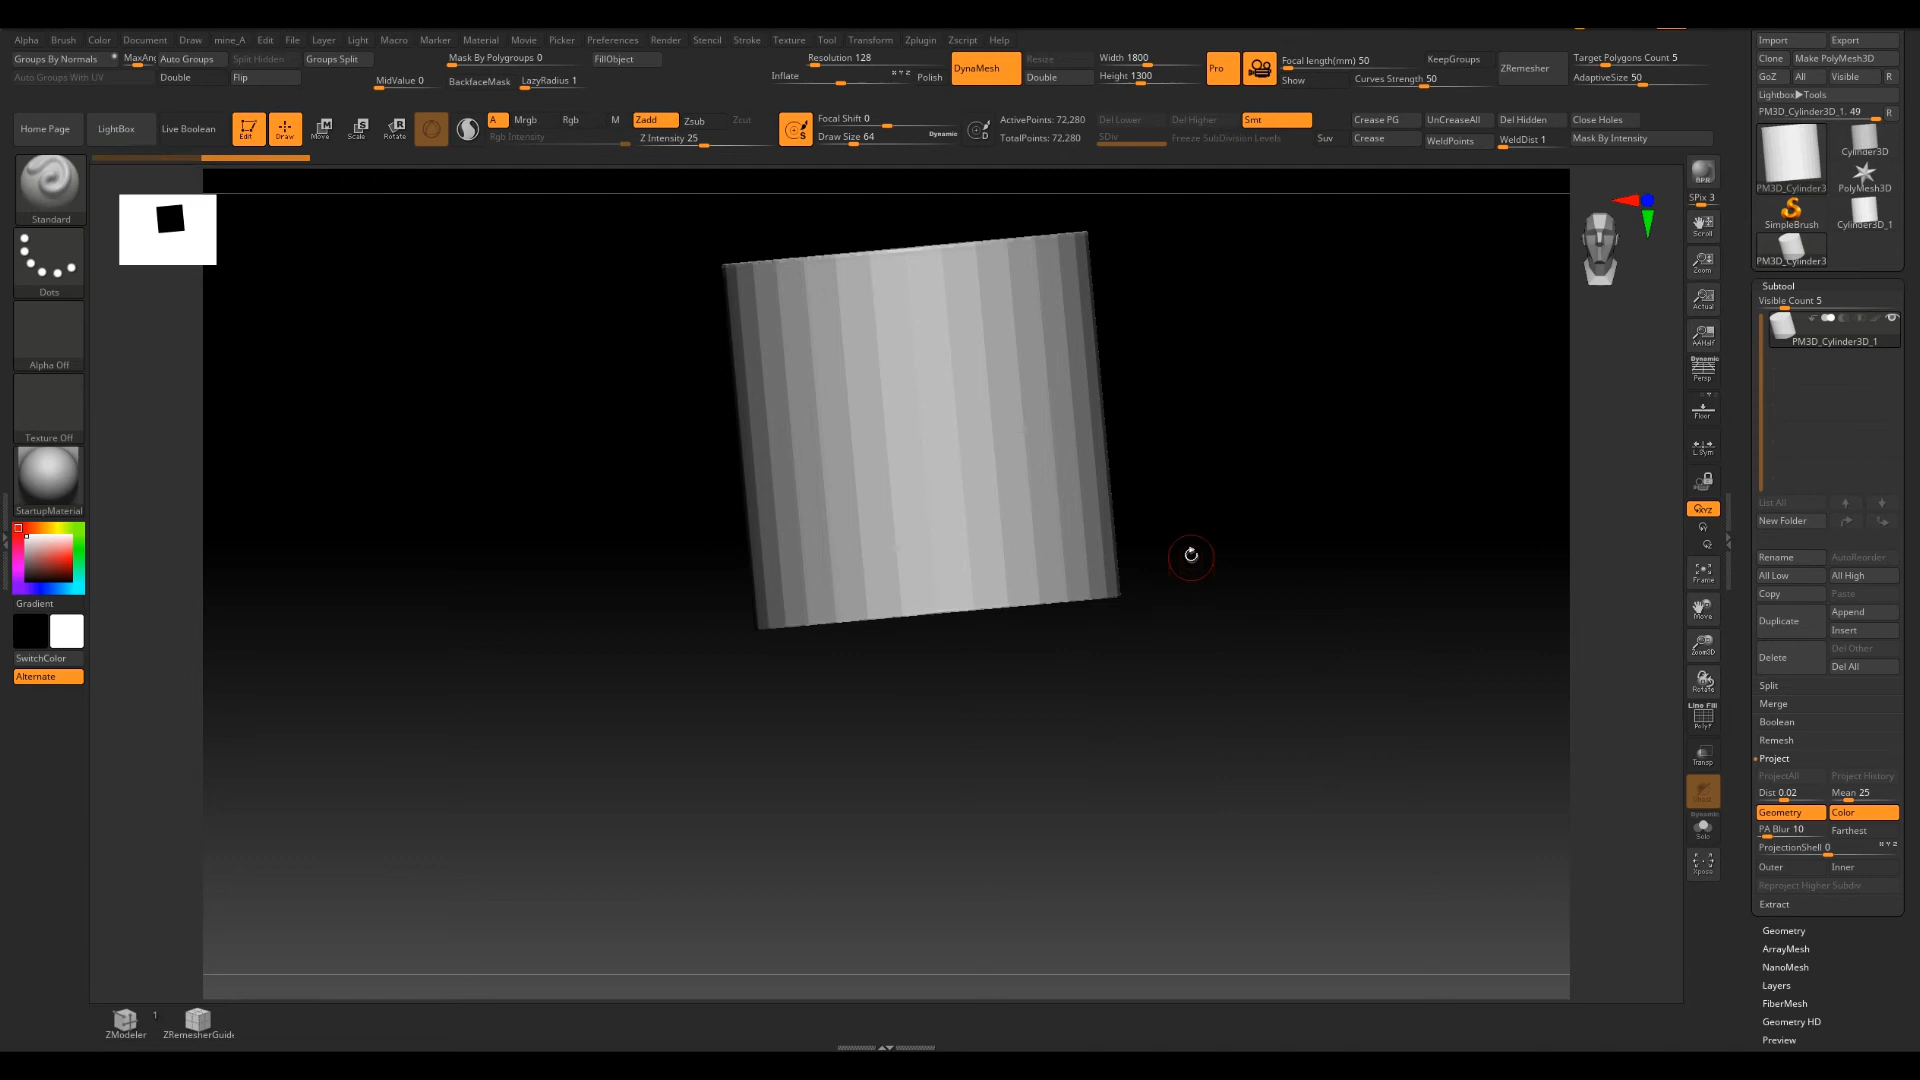 Alpha Brush Color Document Draw mine_A Edit File Layer Light Macro Marker Material Movie Picker Preferences Render Stencil Stroke Texture Tool Transform Zplugin Zscript Help
Groups By Normals MaxAng Auto Groups Split Hidden Groups Split Mask By Polygroups 0 FillObject Resolution 128 DynaMesh Resize Width 1800 Pro Focal length(mm) 50 KeepGroups ZRemesher Target Polygons Count 5
Auto Groups With UV Double Flip MidValue 0 BackfaceMask LazyRadius 1 Inflate X Y Z Polish Double Height 1300 Show Curves Strength 50 AdaptiveSize 50
Home Page LightBox Live Boolean Edit Draw Move Scale Rotate A Mrgb Rgb M Zadd Zsub Zcut Focal Shift 0 ActivePoints: 72,280 Del Lower Del Higher Smt Crease PG UnCreaseAll Del Hidden Close Holes
Rgb Intensity Z Intensity 25 Draw Size 64 Dynamic TotalPoints: 72,280 SDiv Freeze SubDivision Levels Suv Crease WeldPoints WeldDist 1 Mask By Intensity
Standard
Dots
Alpha Off
Texture Off
StartupMaterial
Gradient
SwitchColor
Alternate
ZModeler 1 ZRemesherGuide
BPR
SPix 3
Scroll
Zoom
Actual
AAHalf
Dynamic
Persp
Floor
L.Sym
XYZ
Frame
Move
Zoom3D
Rotate
Line Fill
PolyF
Transp
Dynamic
Solo
Xpose
Import Export
Clone Make PolyMesh3D
GoZ All Visible R
Lightbox▶Tools
PM3D_Cylinder3D_1. 49 R
Cylinder3D
PM3D_Cylinder3 PolyMesh3D
SimpleBrush Cylinder3D_1
PM3D_Cylinder3
Subtool
Visible Count 5
PM3D_Cylinder3D_1
List All
New Folder
Rename AutoReorder
All Low All High
Copy Paste
Duplicate Append
Insert
Delete Del Other
Del All
Split
Merge
Boolean
Remesh
Project
ProjectAll Project History
Dist 0.02 Mean 25
Geometry Color
PA Blur 10 Farthest
ProjectionShell 0 X Y Z
Outer Inner
Reproject Higher Subdiv
Extract
Geometry
ArrayMesh
NanoMesh
Layers
FiberMesh
Geometry HD
Preview